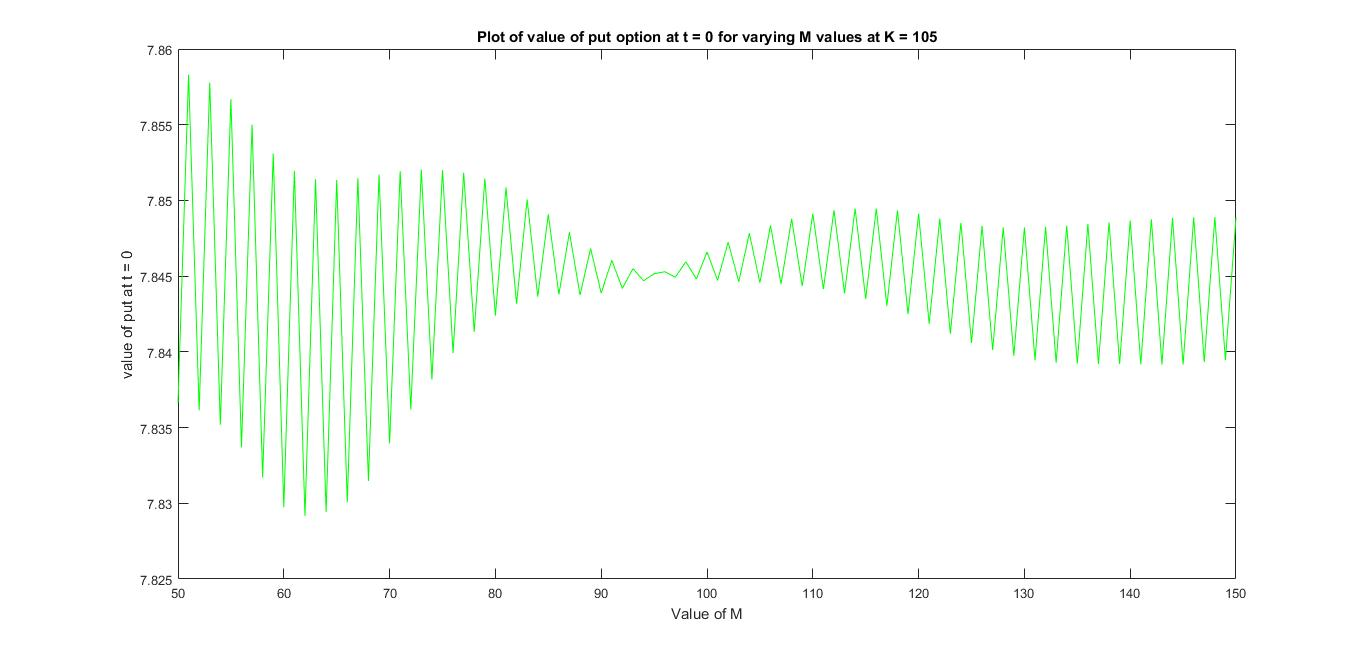 Plot of value of put option at t = 0 for varying M values at K = 105
7.86
7.855
7.85
7.845
7.84
7.835
7.83
7.825
value of put at t = 0
50 60 70 80 90 100 110 120 130 140 150
Value of M